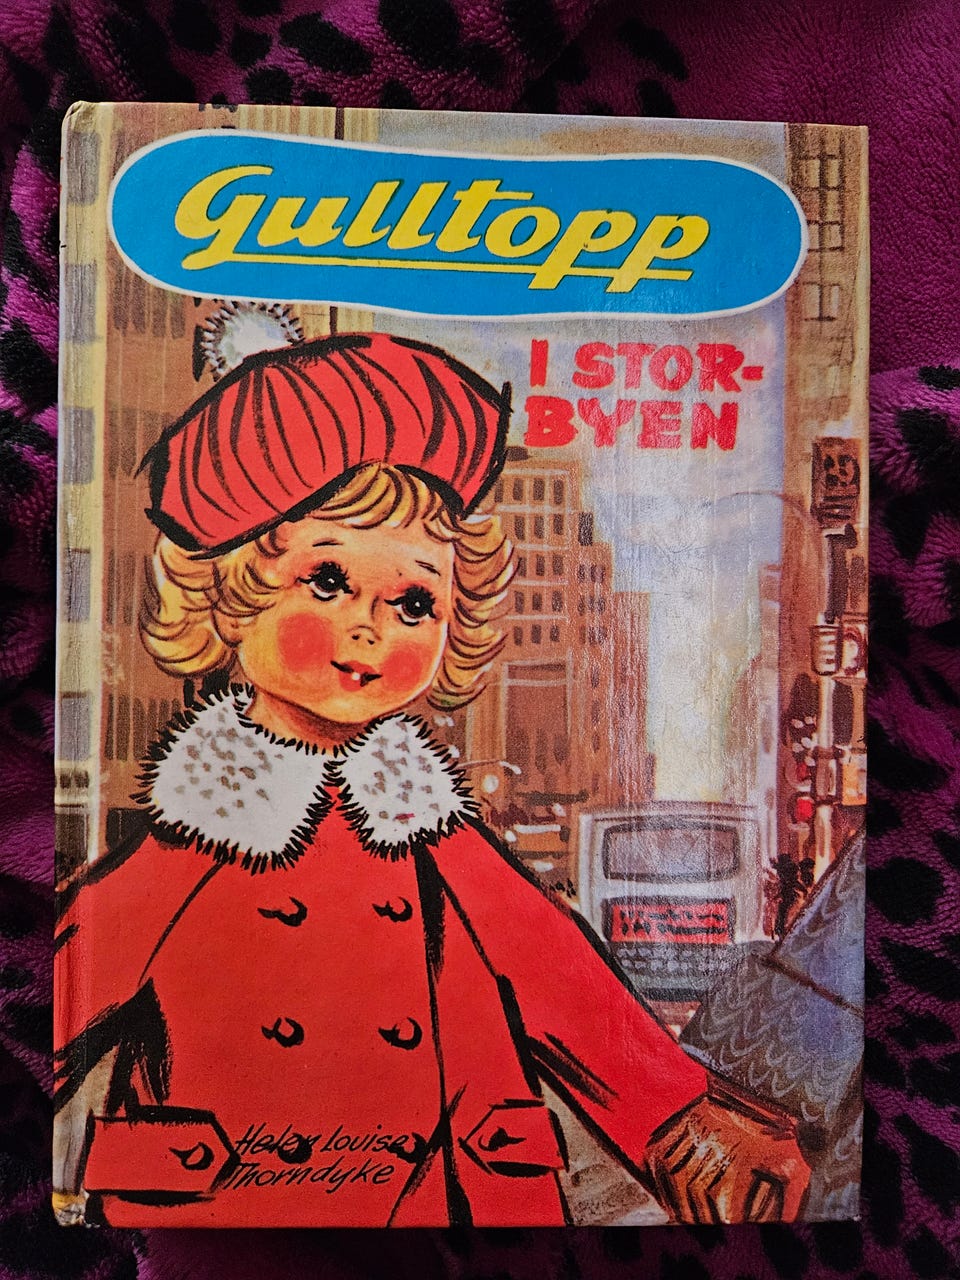 Gulltopp
I STOR-
BYEN
Helen Louise
Thorndyke